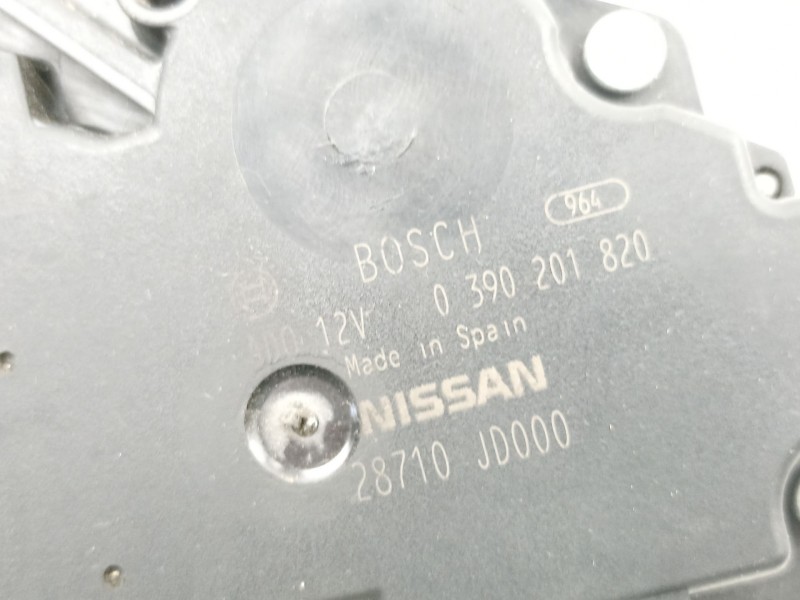 964
BOSCH
0 390 201 820
12V
Made in Spain
NISSAN
28710 JD000